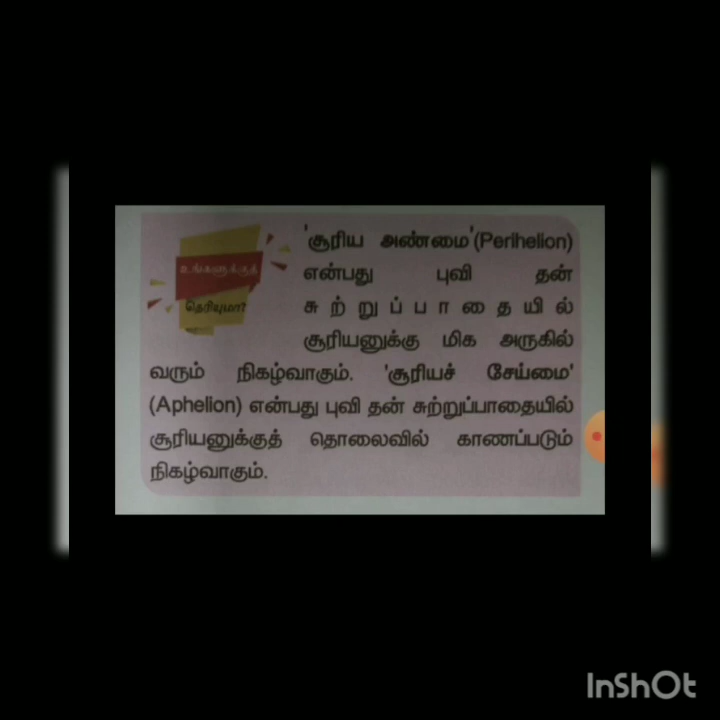 உங்களுக்குத்
தெரியுமா?
'சூரிய அண்மை'(Perihelion)
என்பது புவி தன்
சுற்றுப்பாதையில்
சூரியனுக்கு மிக அருகில்
வரும் நிகழ்வாகும். 'சூரியச் சேய்மை'
(Aphelion) என்பது புவி தன் சுற்றுப்பாதையில்
சூரியனுக்குத் தொலைவில் காணப்படும்
நிகழ்வாகும்.
InShOt